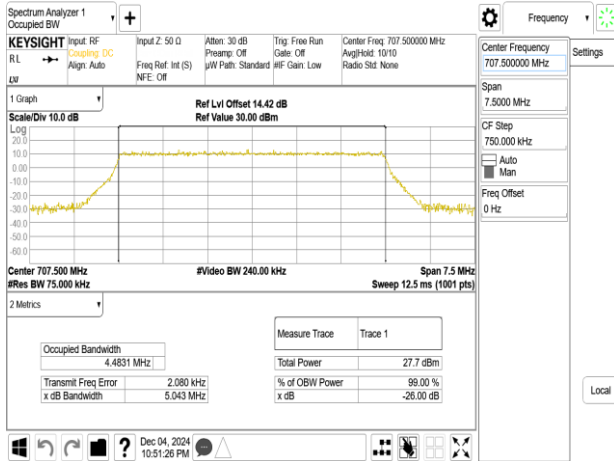 Spectrum Analyzer 1
Occupied BW
Frequency
KEYSIGHT
RL
Input: RF
Coupling: DC
Align: Auto
Input Z: 50 Ω
Freq Ref: Int (S)
NFE: Off
Atten: 30 dB
Preamp: Off
µW Path: Standard
Trig: Free Run
Gate: Off
#IF Gain: Low
Center Freq: 707.500000 MHz
Avg|Hold: 10/10
Radio Std: None
LXI
Center Frequency
707.500000 MHz
Settings
Span
7.5000 MHz
CF Step
750.000 kHz
Auto
Man
Freq Offset
0 Hz
Local
1 Graph
Scale/Div 10.0 dB
Ref Lvl Offset 14.42 dB
Ref Value 30.00 dBm
Log
20.0
10.0
0.00
-10.0
-20.0
-30.0
-40.0
-50.0
-60.0
Center 707.500 MHz
#Video BW 240.00 kHz
Span 7.5 MHz
#Res BW 75.000 kHz
Sweep 12.5 ms (1001 pts)
2 Metrics
Measure Trace Trace 1
Occupied Bandwidth
4.4831 MHz
Total Power 27.7 dBm
Transmit Freq Error 2.080 kHz
% of OBW Power 99.00 %
x dB Bandwidth 5.043 MHz
x dB -26.00 dB
Dec 04, 2024
10:51:26 PM